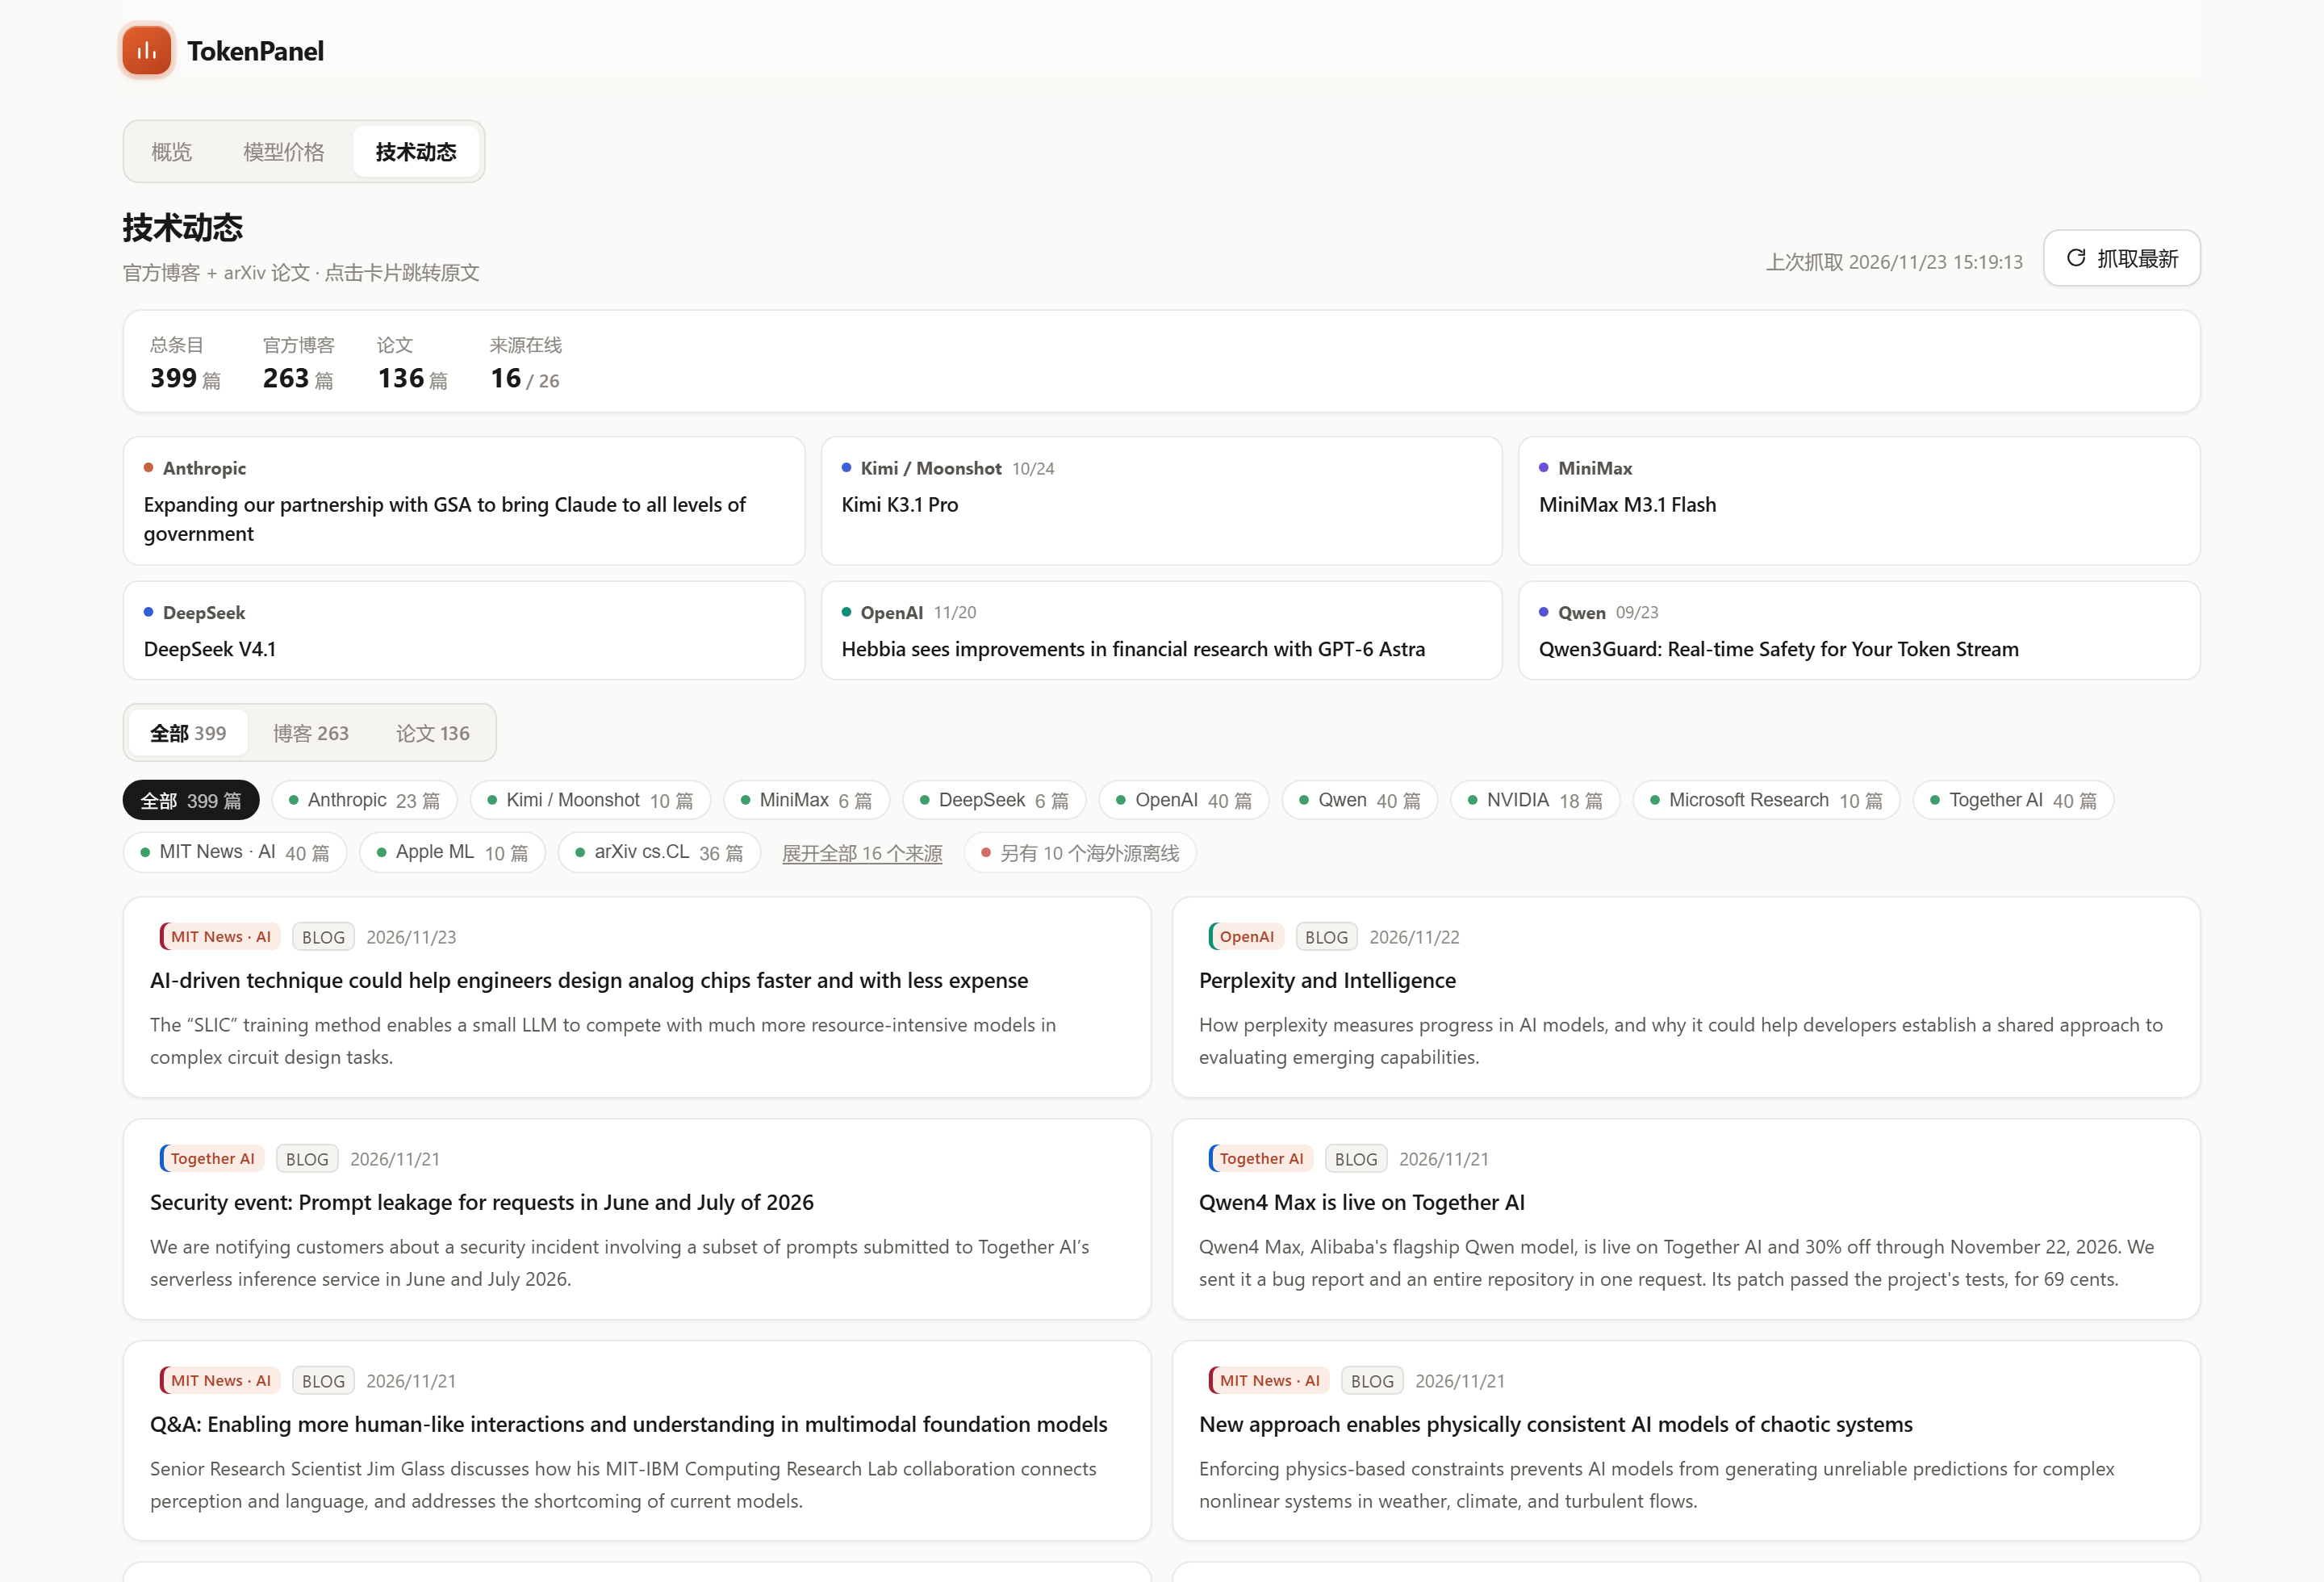 TokenPanel
概览 模型价格 技术动态
技术动态
官方博客 + arXiv 论文 · 点击卡片跳转原文
上次抓取 2026/11/23 15:19:13 抓取最新
总条目 官方博客 论文 来源在线
399 篇 263 篇 136 篇 16 / 26
Anthropic
Expanding our partnership with GSA to bring Claude to all levels of
government
Kimi / Moonshot 10/24
Kimi K3.1 Pro
MiniMax
MiniMax M3.1 Flash
DeepSeek
DeepSeek V4.1
OpenAI 11/20
Hebbia sees improvements in financial research with GPT-6 Astra
Qwen 09/23
Qwen3Guard: Real-time Safety for Your Token Stream
全部 399 博客 263 论文 136
全部 399 篇 Anthropic 23 篇 Kimi / Moonshot 10 篇 MiniMax 6 篇 DeepSeek 6 篇 OpenAI 40 篇 Qwen 40 篇 NVIDIA 18 篇 Microsoft Research 10 篇 Together AI 40 篇
MIT News · AI 40 篇 Apple ML 10 篇 arXiv cs.CL 36 篇 展开全部 16 个来源 另有 10 个海外源离线
MIT News · AI BLOG 2026/11/23
AI-driven technique could help engineers design analog chips faster and with less expense
The “SLIC” training method enables a small LLM to compete with much more resource-intensive models in
complex circuit design tasks.
OpenAI BLOG 2026/11/22
Perplexity and Intelligence
How perplexity measures progress in AI models, and why it could help developers establish a shared approach to
evaluating emerging capabilities.
Together AI BLOG 2026/11/21
Security event: Prompt leakage for requests in June and July of 2026
We are notifying customers about a security incident involving a subset of prompts submitted to Together AI’s
serverless inference service in June and July 2026.
Together AI BLOG 2026/11/21
Qwen4 Max is live on Together AI
Qwen4 Max, Alibaba's flagship Qwen model, is live on Together AI and 30% off through November 22, 2026. We
sent it a bug report and an entire repository in one request. Its patch passed the project's tests, for 69 cents.
MIT News · AI BLOG 2026/11/21
Q&A: Enabling more human-like interactions and understanding in multimodal foundation models
Senior Research Scientist Jim Glass discusses how his MIT-IBM Computing Research Lab collaboration connects
perception and language, and addresses the shortcoming of current models.
MIT News · AI BLOG 2026/11/21
New approach enables physically consistent AI models of chaotic systems
Enforcing physics-based constraints prevents AI models from generating unreliable predictions for complex
nonlinear systems in weather, climate, and turbulent flows.